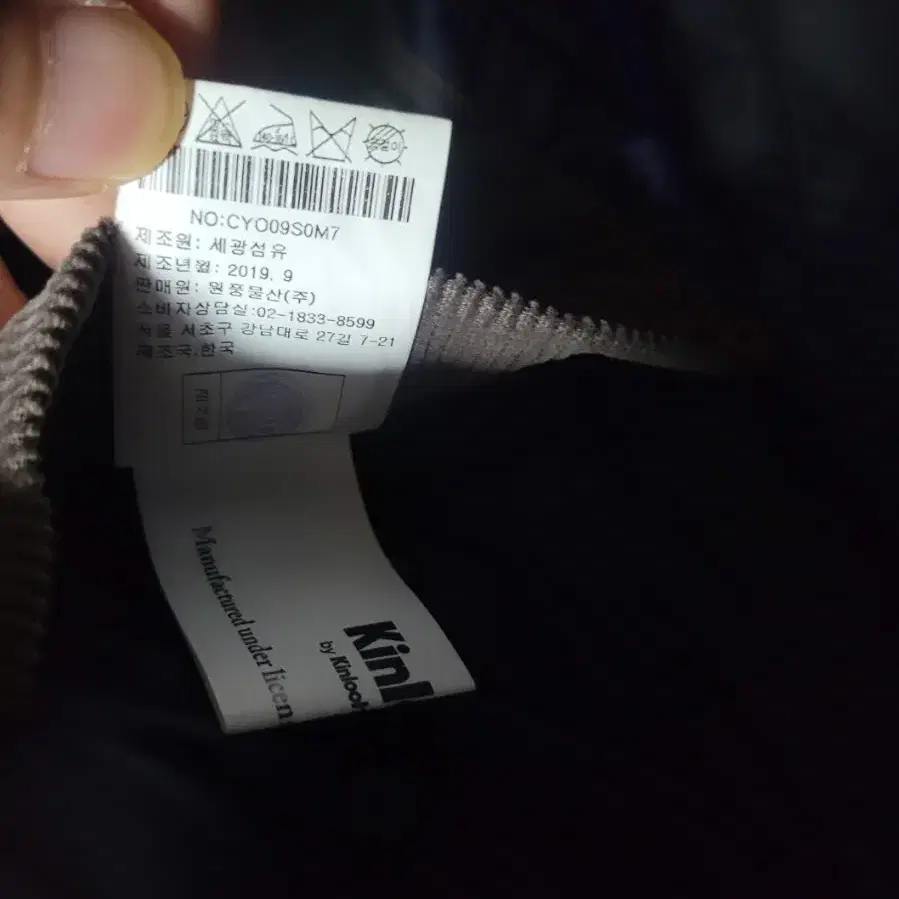 NO:CYO09S0M7
제조원: 세광섬유
제조년월: 2019. 9
판매원: 원풍물산(주)
소비자상담실:02-1833-8599
서울 서초구 강남대로 27길 7-21
제조국.한국
Manufactured under licen
Kinl
by Kinloch